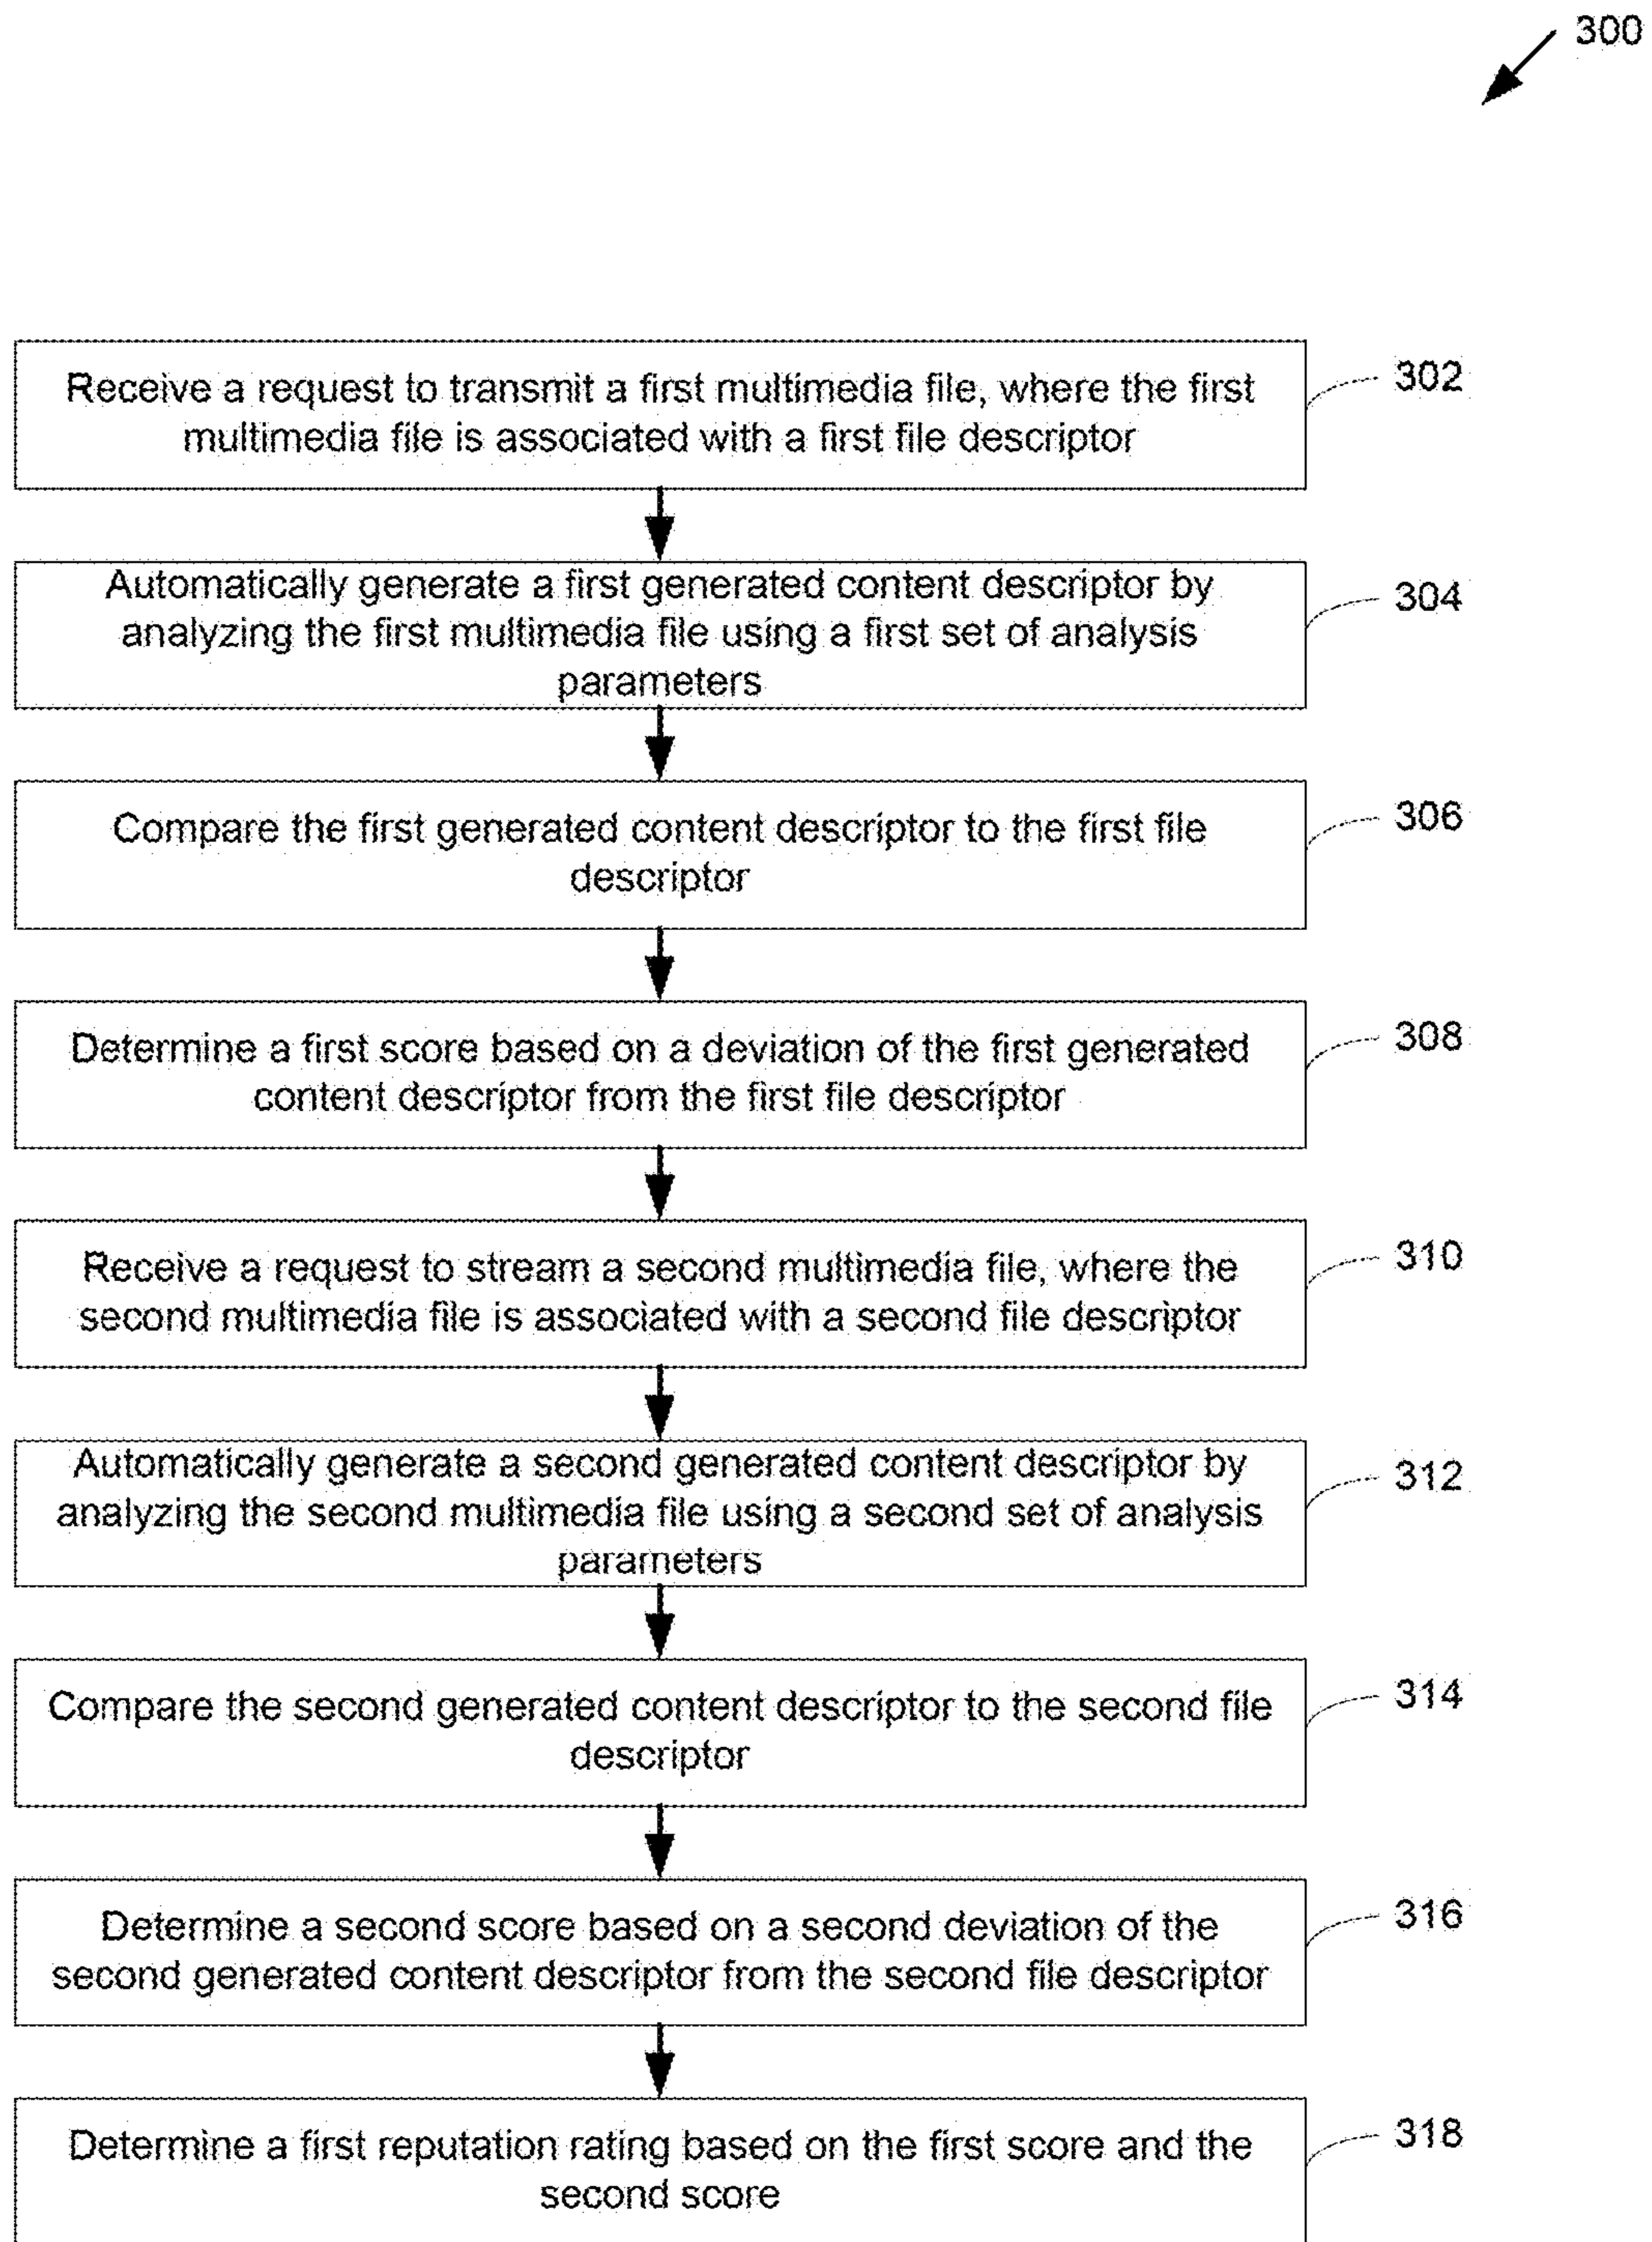 300
Receive a request to transmit a first multimedia file, where the first
multimedia file is associated with a first file descriptor
302
Automatically generate a first generated content descriptor by
analyzing the first multimedia file using a first set of analysis
parameters
304
Compare the first generated content descriptor to the first file
descriptor
306
Determine a first score based on a deviation of the first generated
content descriptor from the first file descriptor
308
Receive a request to stream a second multimedia file, where the
second multimedia file is associated with a second file descriptor
310
Automatically generate a second generated content descriptor by
analyzing the second multimedia file using a second set of analysis
parameters
312
Compare the second generated content descriptor to the second file
descriptor
314
Determine a second score based on a second deviation of the
second generated content descriptor from the second file descriptor
316
Determine a first reputation rating based on the first score and the
second score
318